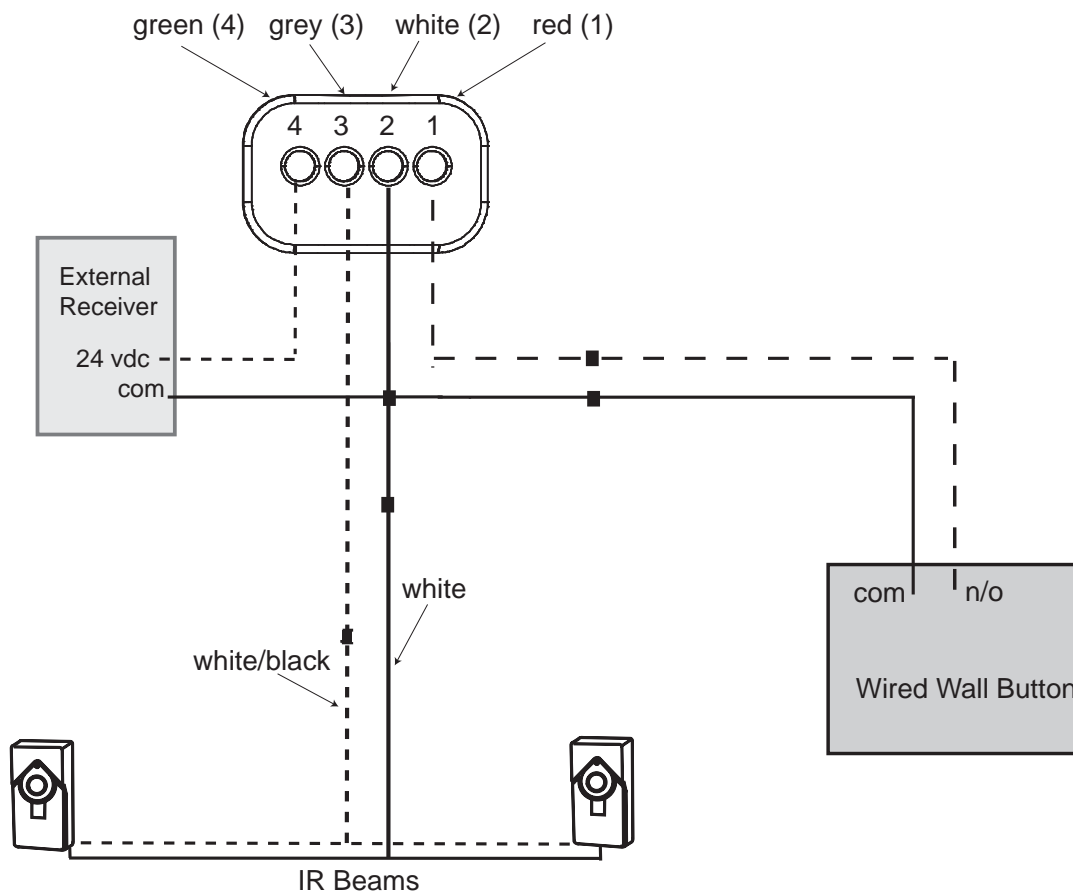 green (4) grey (3) white (2) red (1)
4 3 2 1
External
Receiver
24 vdc
com
white
com n/o
white/black
Wired Wall Button
IR Beams